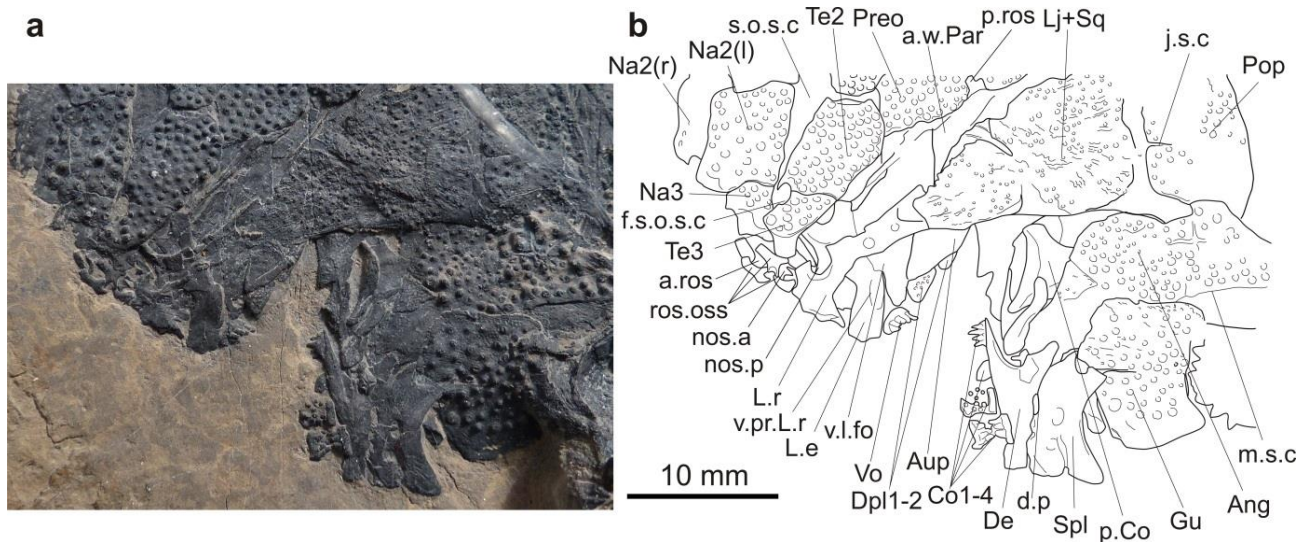 a
b
s.o.s.c
Te2
Preo
a.w.Par
p.ros
Lj+Sq
j.s.c
Pop
Na2(r)
Na2(l)
Na3
f.s.o.s.c
Te3
a.ros
ros.oss
nos.a
nos.p
L.r
v.pr.L.r
L.e
v.l.fo
Vo
Dpl1-2
Aup
Co1-4
De
d.p
Spl
p.Co
Gu
Ang
m.s.c
10 mm